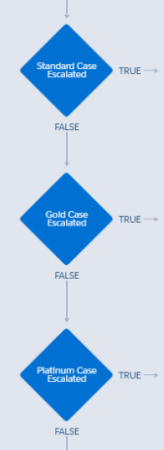 Standard Case
Escalated
TRUE
FALSE
Gold Case
Escalated
TRUE
FALSE
Platinum Case
Escalated
TRUE
FALSE